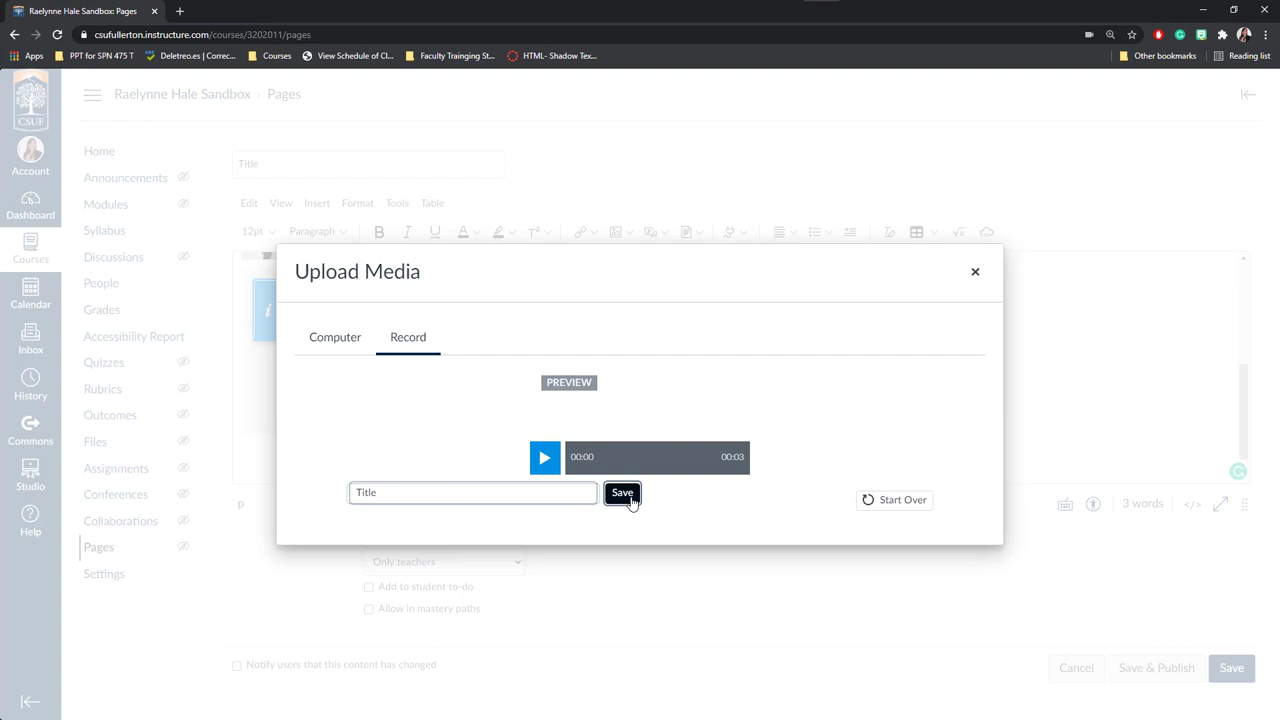 Raelynne Hale Sandbox: Pages
csufullerton.instructure.com/courses/3202011/pages
Apps
PPT for SPN 475 T
Deletreo.es | Correc...
Courses
View Schedule of Cl...
Faculty Trainging St...
HTML- Shadow Tex...
Other bookmarks
Reading list
CSUF
Account
Dashboard
Courses
Calendar
Inbox
History
Commons
Studio
Help
Raelynne Hale Sandbox › Pages
Home
Announcements
Modules
Syllabus
Discussions
People
Grades
Accessibility Report
Quizzes
Rubrics
Outcomes
Files
Assignments
Conferences
Collaborations
Pages
Settings
Title
Edit View Insert Format Tools Table
12pt Paragraph B I U A T²
Upload Media
Computer Record
PREVIEW
00:00 00:03
Title Save
Start Over
p 3 words </>
Only teachers
Add to student to-do
Allow in mastery paths
Notify users that this content has changed
Cancel Save & Publish Save